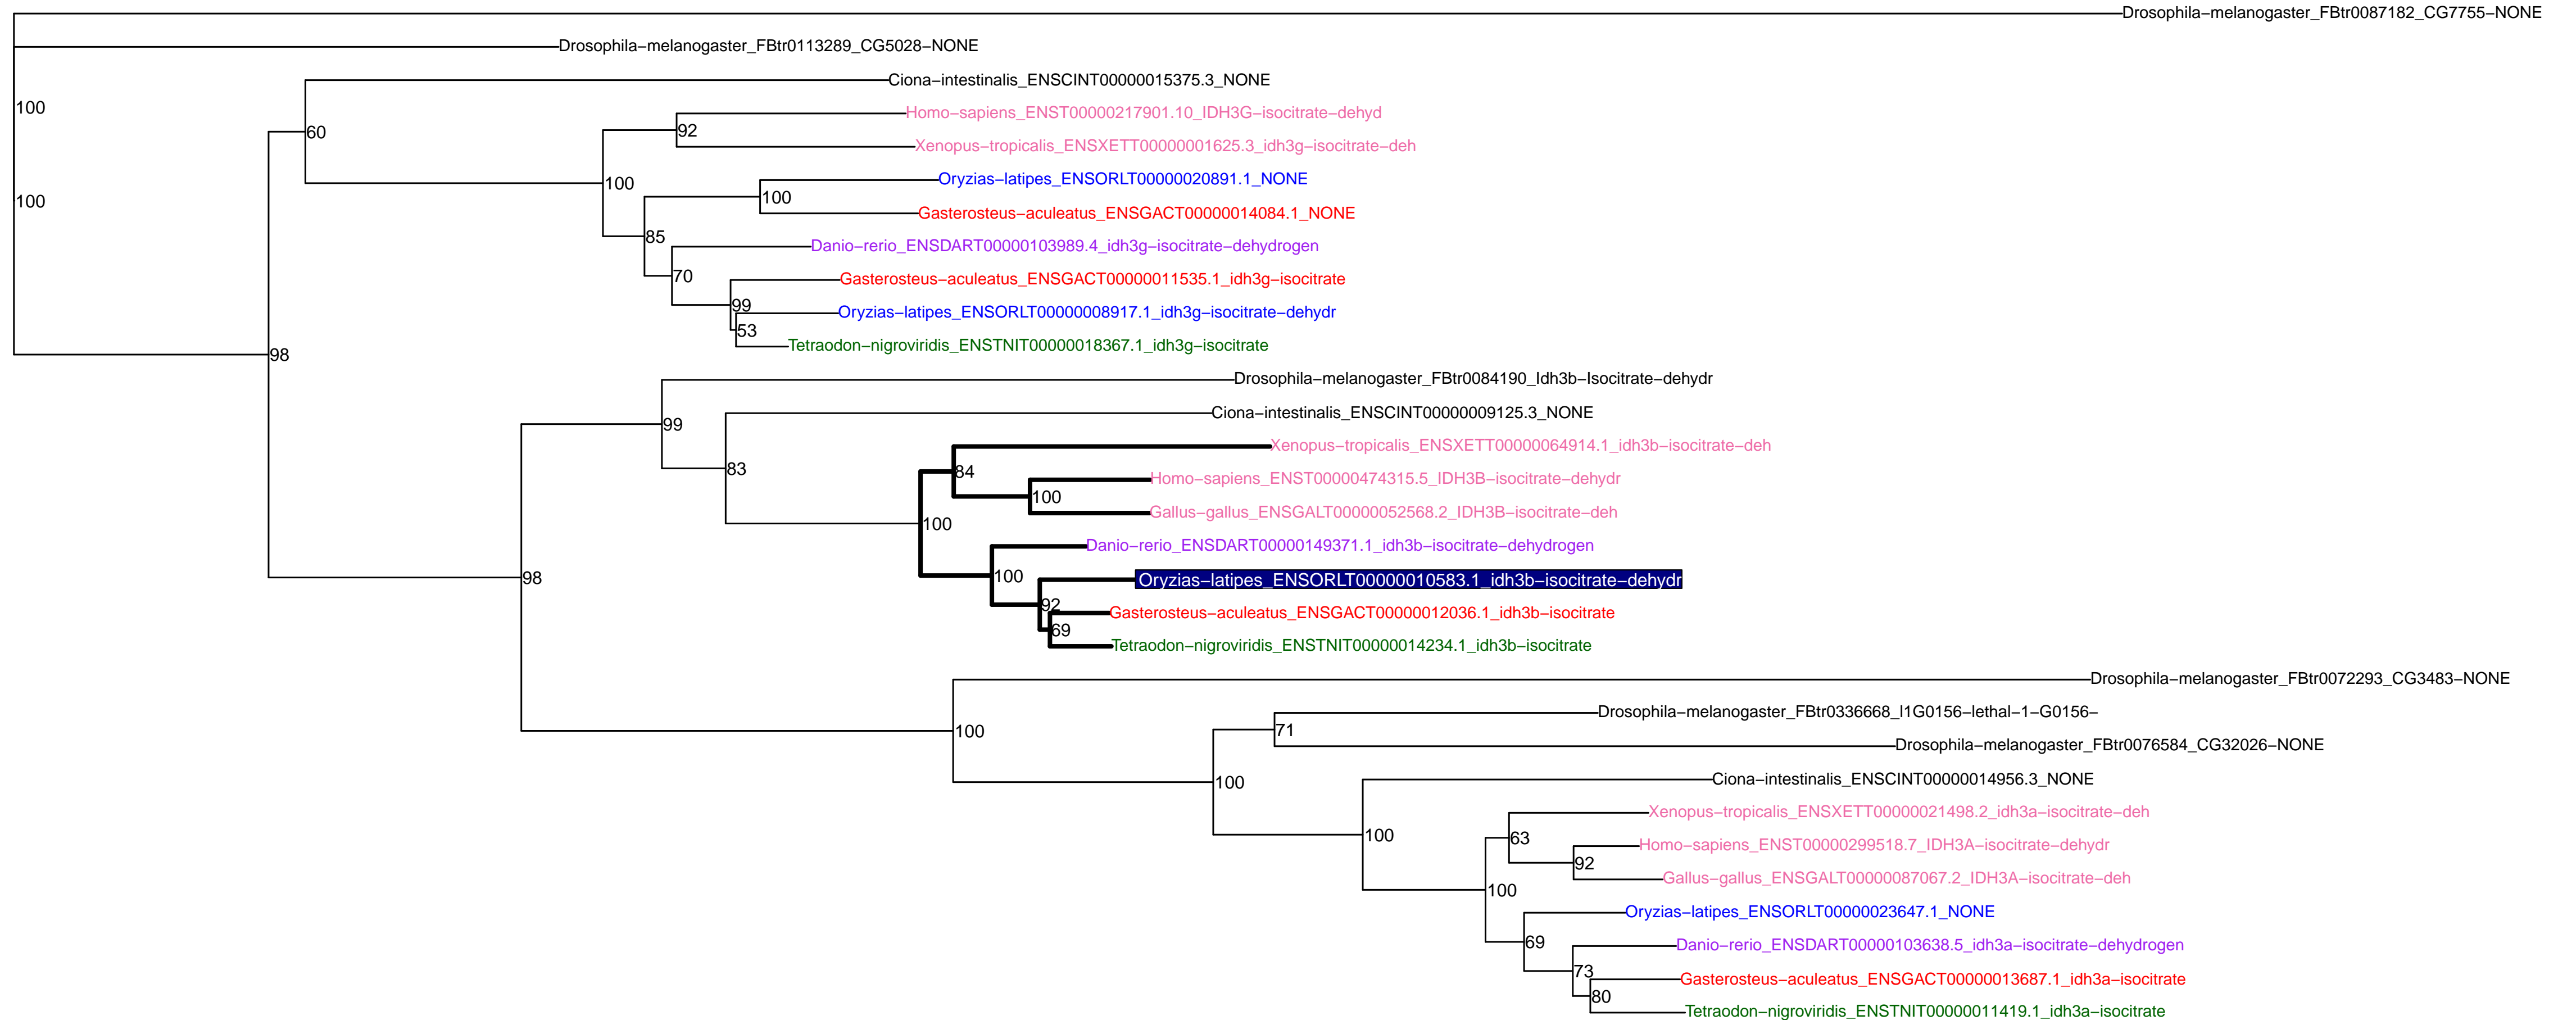 Drosophila−melanogaster_FBtr0087182_CG7755−NONE
Drosophila−melanogaster_FBtr0113289_CG5028−NONE
Ciona−intestinalis_ENSCINT00000015375.3_NONE
100
Homo−sapiens_ENST00000217901.10_IDH3G−isocitrate−dehyd
60
92
Xenopus−tropicalis_ENSXETT00000001625.3_idh3g−isocitrate−deh
Oryzias−latipes_ENSORLT00000020891.1_NONE
100
100
100
Gasterosteus−aculeatus_ENSGACT00000014084.1_NONE
85
Danio−rerio_ENSDART00000103989.4_idh3g−isocitrate−dehydrogen
70
Gasterosteus−aculeatus_ENSGACT00000011535.1_idh3g−isocitrate
99
Oryzias−latipes_ENSORLT00000008917.1_idh3g−isocitrate−dehydr
53
Tetraodon−nigroviridis_ENSTNIT00000018367.1_idh3g−isocitrate
98
Drosophila−melanogaster_FBtr0084190_Idh3b−Isocitrate−dehydr
Ciona−intestinalis_ENSCINT00000009125.3_NONE
99
Xenopus−tropicalis_ENSXETT00000064914.1_idh3b−isocitrate−deh
83
84
Homo−sapiens_ENST00000474315.5_IDH3B−isocitrate−dehydr
100
Gallus−gallus_ENSGALT00000052568.2_IDH3B−isocitrate−deh
100
Danio−rerio_ENSDART00000149371.1_idh3b−isocitrate−dehydrogen
98
100
Oryzias−latipes_ENSORLT00000010583.1_idh3b−isocitrate−dehydr
92
Gasterosteus−aculeatus_ENSGACT00000012036.1_idh3b−isocitrate
69
Tetraodon−nigroviridis_ENSTNIT00000014234.1_idh3b−isocitrate
Drosophila−melanogaster_FBtr0072293_CG3483−NONE
Drosophila−melanogaster_FBtr0336668_l1G0156−lethal−1−G0156−
100
71
Drosophila−melanogaster_FBtr0076584_CG32026−NONE
100
Ciona−intestinalis_ENSCINT00000014956.3_NONE
Xenopus−tropicalis_ENSXETT00000021498.2_idh3a−isocitrate−deh
100
63
Homo−sapiens_ENST00000299518.7_IDH3A−isocitrate−dehydr
92
Gallus−gallus_ENSGALT00000087067.2_IDH3A−isocitrate−deh
100
Oryzias−latipes_ENSORLT00000023647.1_NONE
69
Danio−rerio_ENSDART00000103638.5_idh3a−isocitrate−dehydrogen
73
Gasterosteus−aculeatus_ENSGACT00000013687.1_idh3a−isocitrate
80
Tetraodon−nigroviridis_ENSTNIT00000011419.1_idh3a−isocitrate